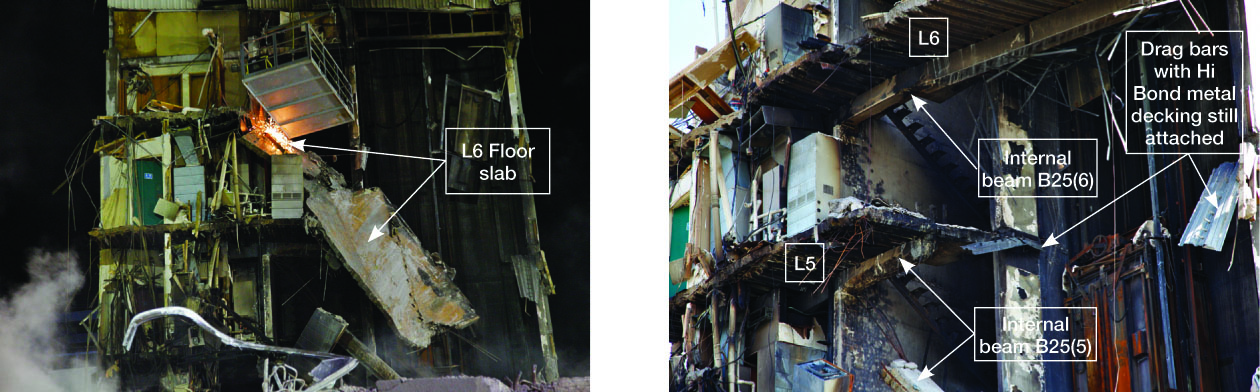 L6 Floor
slab
L6
Drag bars
with Hi
Bond metal
decking still
attached
Internal
beam B25(6)
L5
Internal
beam B25(5)